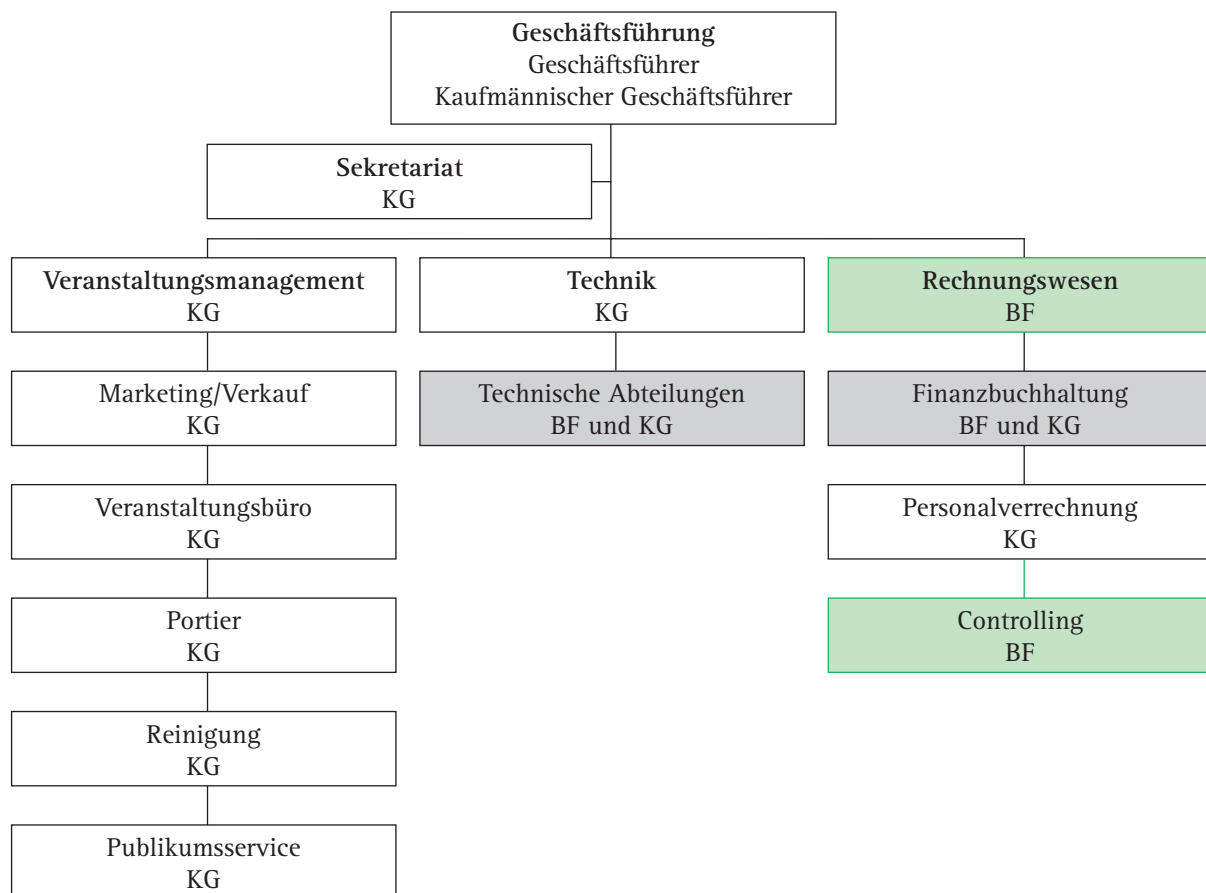 Geschäftsführung
Geschäftsführer
Kaufmännischer Geschäftsführer
Sekretariat
KG
Veranstaltungsmanagement
KG
Technik
KG
Rechnungswesen
BF
Marketing/Verkauf
KG
Technische Abteilungen
BF und KG
Finanzbuchhaltung
BF und KG
Veranstaltungsbüro
KG
Personalverrechnung
KG
Portier
KG
Controlling
BF
Reinigung
KG
Publikumsservice
KG